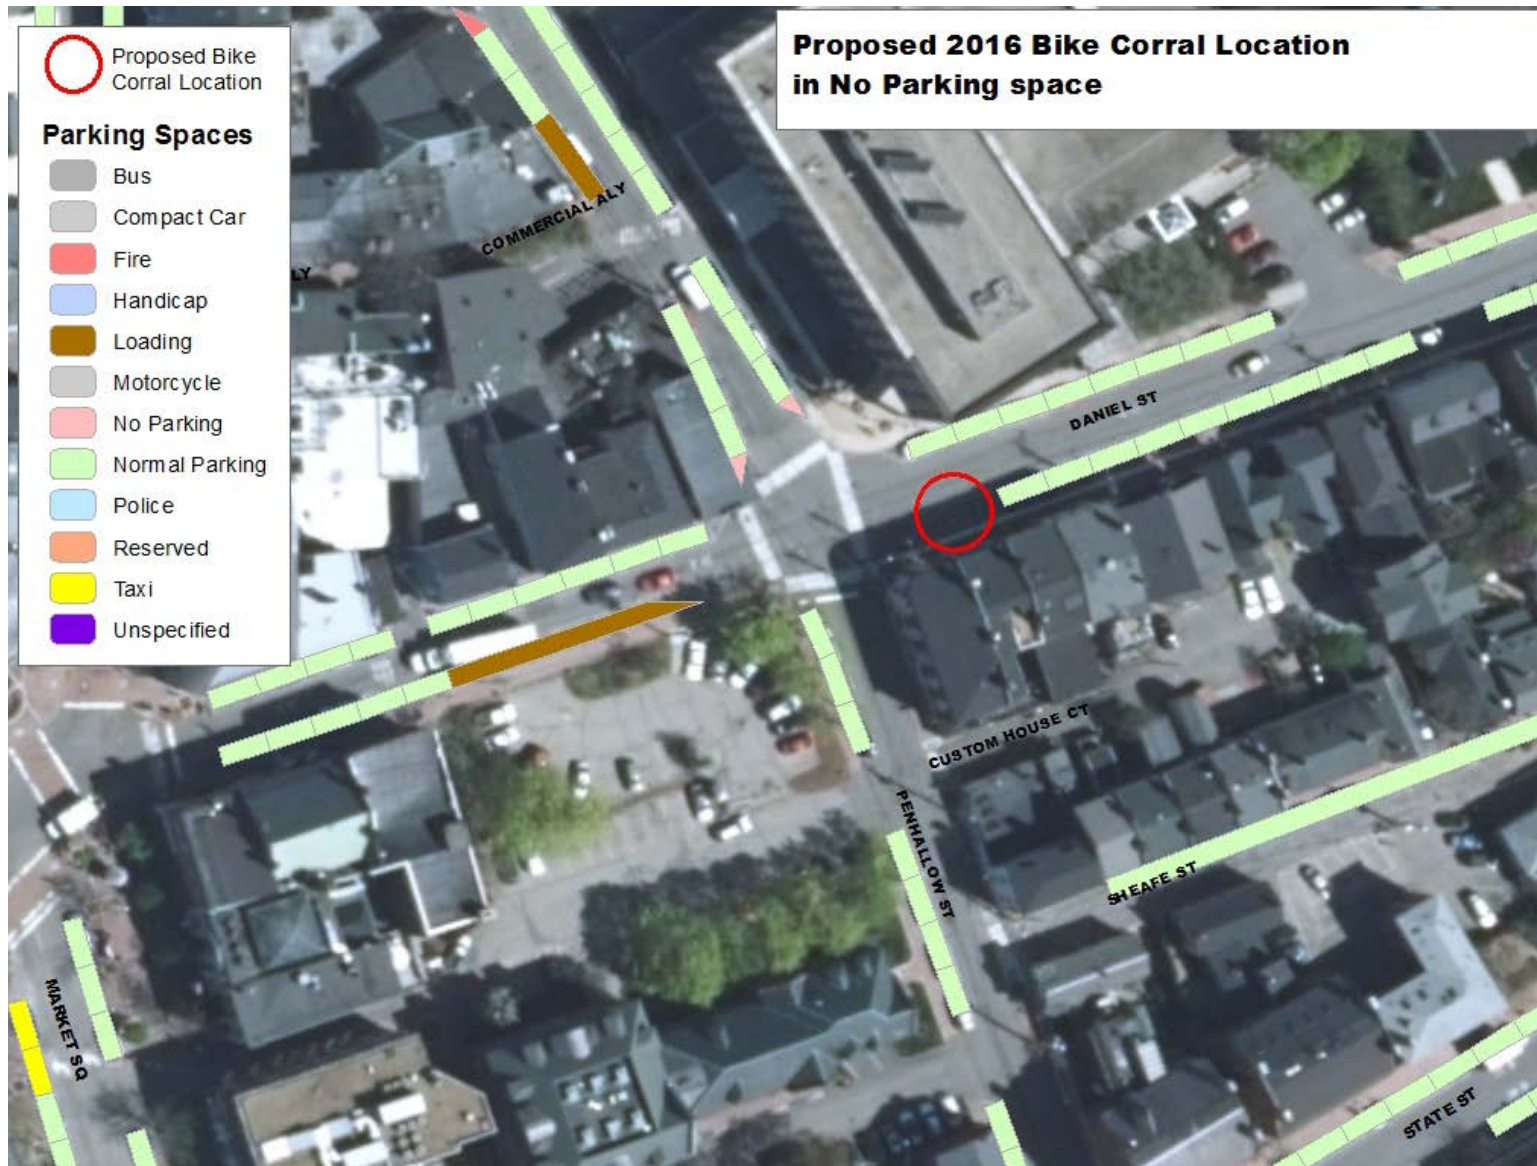 Proposed Bike
Corral Location
Parking Spaces
Bus
Compact Car
Fire
Handicap
Loading
Motorcycle
No Parking
Normal Parking
Police
Reserved
Taxi
Unspecified
Proposed 2016 Bike Corral Location
in No Parking space
COMMERCIAL ALY
LY
DANIEL ST
CUSTOM HOUSE CT
PENHALLOW ST
SHEAFE ST
MARKET SQ
STATE ST